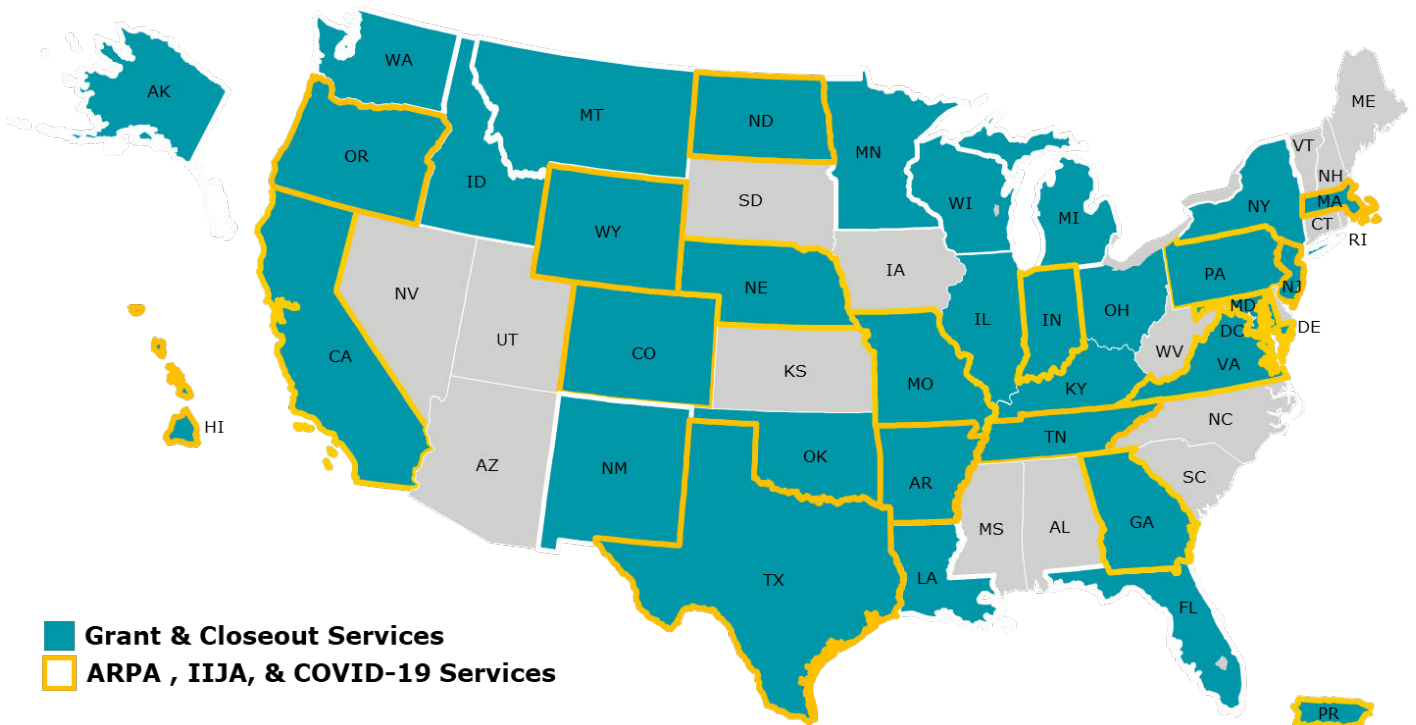 AK
WA
MT
ND
MN
ME
VT
NH
OR
ID
SD
WI
MI
NY
MA
CT
RI
WY
IA
PA
NE
NV
UT
CO
IL
IN
OH
NJ
MD
DE
DC
WV
VA
CA
KS
MO
KY
HI
AZ
NM
OK
AR
TN
NC
SC
MS
AL
GA
TX
LA
FL
Grant & Closeout Services
ARPA , IIJA, & COVID-19 Services
PR